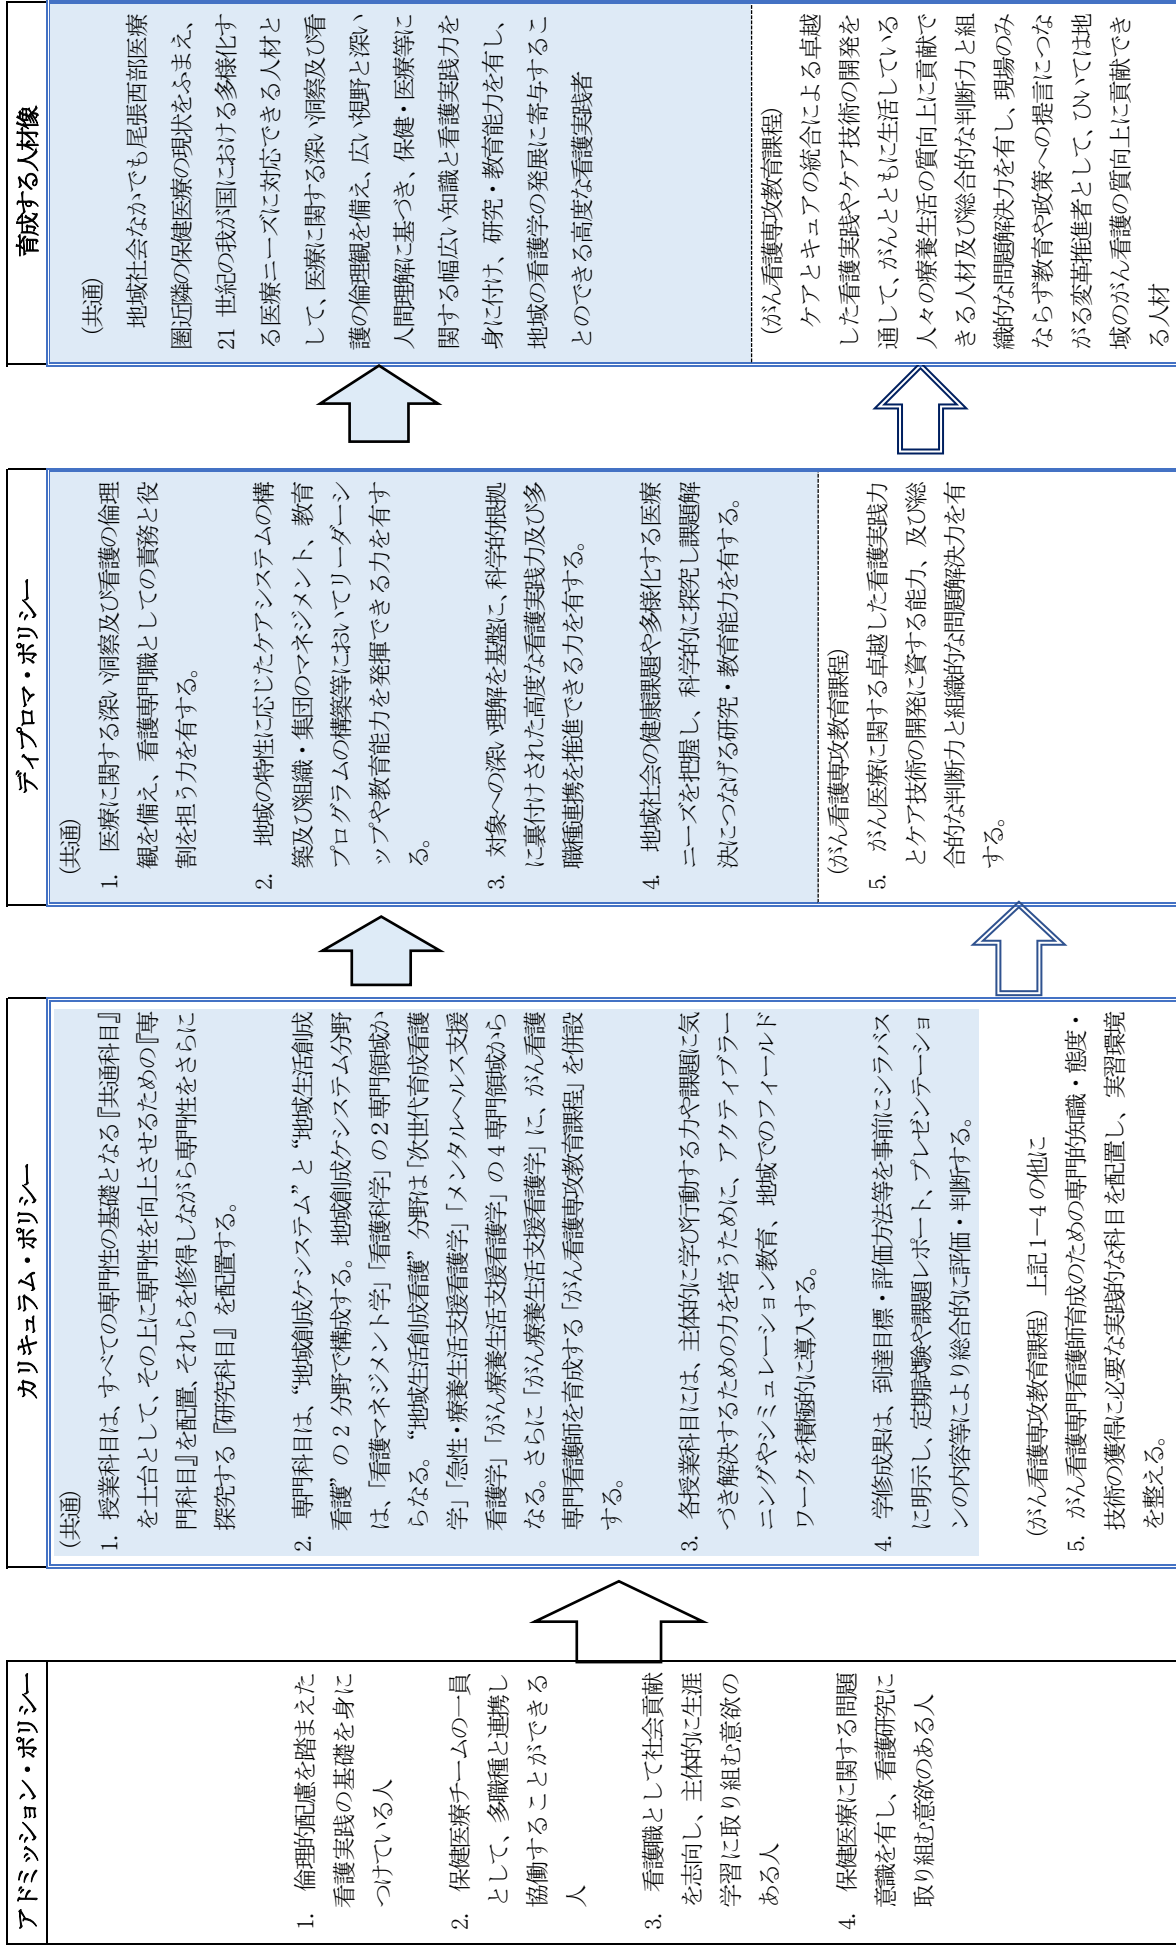 アドミッション・ポリシー
1. 倫理的配慮を踏まえた
看護実践の基礎を身に
つけている人
2. 保健医療チームの一員
として、多職種と連携し
協働することができる
人
3. 看護職として社会貢献
を志向し、主体的に生涯
学習に取り組む意欲の
ある人
4. 保健医療に関する問題
意識を有し、看護研究に
取り組む意欲のある人
カリキュラム・ポリシー
(共通)
1. 授業科目は、すべての専門性の基礎となる『共通科目』
を土台として、その上に専門性を向上させるための『専
門科目』を配置、それらを修得しながら専門性をさらに
探究する『研究科目』を配置する。
2. 専門科目は、“地域創成ケシステム”と“地域生活創成
看護”の2分野で構成する。地域創成ケシステム分野
は、「看護マネジメント学」「看護科学」の2専門領域か
らなる。“地域生活創成看護”分野は「次世代育成看護
学」「急性・療養生活支援看護学」「メンタルヘルス支援
看護学」「がん療養生活支援看護学」の4専門領域から
なる。さらに「がん療養生活支援看護学」に、がん看護
専門看護師を育成する「がん看護専攻教育課程」を併設
する。
3. 各授業科目には、主体的に学び行動する力や課題に気
づき解決するための力を培うために、アクティブラー
ニングやシミュレーション教育、地域でのフィールド
ワークを積極的に導入する。
4. 学修成果は、到達目標・評価方法等を事前にシラバス
に明示し、定期試験や課題レポート、プレゼンテーショ
ンの内容等により総合的に評価・判断する。
(がん看護専攻教育課程) 上記1－4の他に
5. がん看護専門看護師育成のための専門的知識・態度・
技術の獲得に必要な実践的な科目を配置し、実習環境
を整える。
ディプロマ・ポリシー
(共通)
1. 医療に関する深い洞察及び看護の倫理
観を備え、看護専門職としての責務と役
割を担う力を有する。
2. 地域の特性に応じたケアシステムの構
築及び組織・集団のマネジメント、教育
プログラムの構築等においてリーダーシ
ップや教育能力を発揮できる力を有す
る。
3. 対象への深い理解を基盤に、科学的根拠
に裏付けされた高度な看護実践力及び多
職種連携を推進できる力を有する。
4. 地域社会の健康課題や多様化する医療
ニーズを把握し、科学的に探究し課題解
決につなげる研究・教育能力を有する。
(がん看護専攻教育課程)
5. がん医療に関する卓越した看護実践力
とケア技術の開発に資する能力、及び総
合的な判断力と組織的な問題解決力を有
する。
育成する人材像
(共通)
地域社会なかでも尾張西部医療
圏近隣の保健医療の現状をふまえ、
21 世紀の我が国における多様化す
る医療ニーズに対応できる人材と
して、医療に関する深い洞察及び看
護の倫理観を備え、広い視野と深い
人間理解に基づき、保健・医療等に
関する幅広い知識と看護実践力を
身に付け、研究・教育能力を有し、
地域の看護学の発展に寄与するこ
とのできる高度な看護実践者
(がん看護専攻教育課程)
ケアとキュアの統合による卓越
した看護実践やケア技術の開発を
通して、がんとともに生活している
人々の療養生活の質向上に貢献で
きる人材及び総合的な判断力と組
織的な問題解決力を有し、現場のみ
ならず教育や政策への提言につな
がる変革推進者として、ひいては地
域のがん看護の質向上に貢献でき
る人材